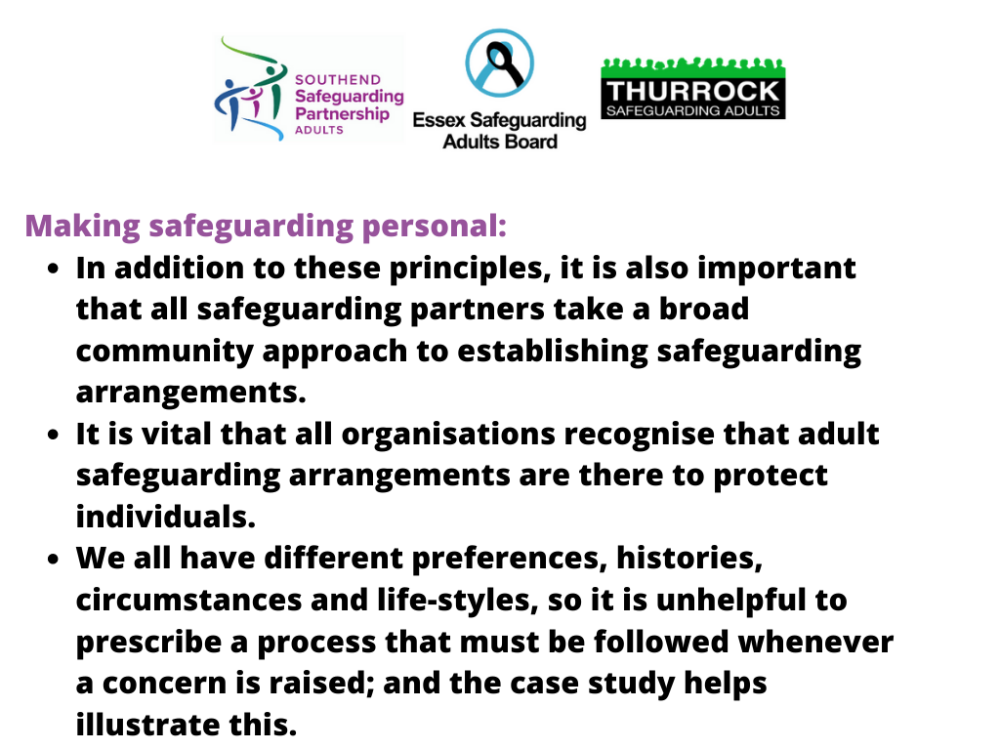 SOUTHEND
Safeguarding
Partnership
ADULTS
Essex Safeguarding
Adults Board
THURROCK
SAFEGUARDING ADULTS
Making safeguarding personal:
• In addition to these principles, it is also important
that all safeguarding partners take a broad
community approach to establishing safeguarding
arrangements.
• It is vital that all organisations recognise that adult
safeguarding arrangements are there to protect
individuals.
• We all have different preferences, histories,
circumstances and life-styles, so it is unhelpful to
prescribe a process that must be followed whenever
a concern is raised; and the case study helps
illustrate this.